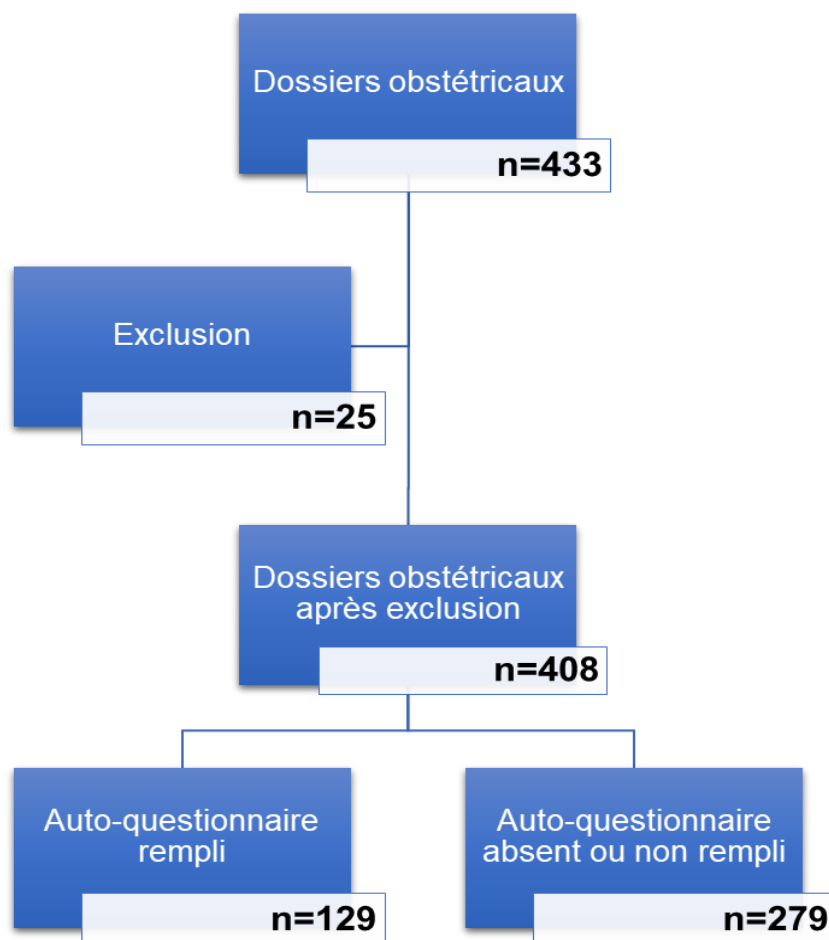 Dossiers obstétricaux
n=433
Exclusion
n=25
Dossiers obstétricaux
après exclusion
n=408
Auto-questionnaire
rempli
n=129
Auto-questionnaire
absent ou non rempli
n=279